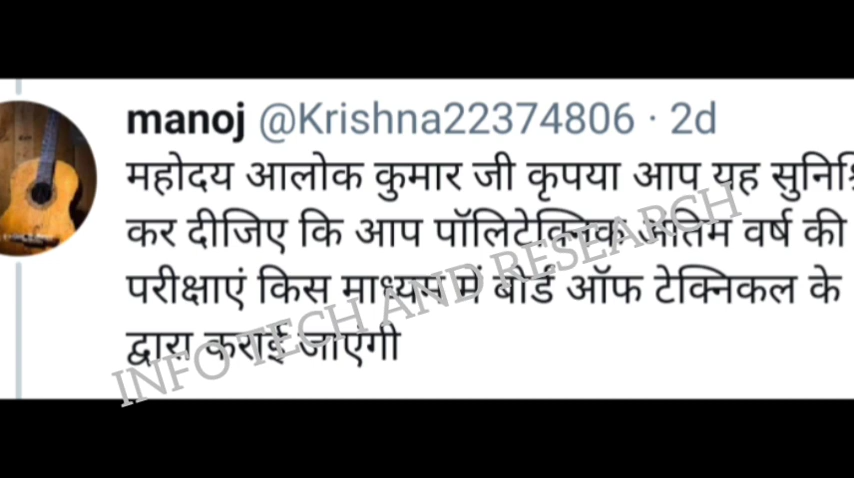 manoj @Krishna22374806 · 2d
महोदय आलोक कुमार जी कृपया आप यह
कर दीजिए कि आप पॉलिटेक्निक अंतिम वर्ष की
परीक्षाएं किस माध्यम में बोर्ड ऑफ टेक्निकल के
द्वारा कराई जाएंगी
INFO TECH AND RESEARCH